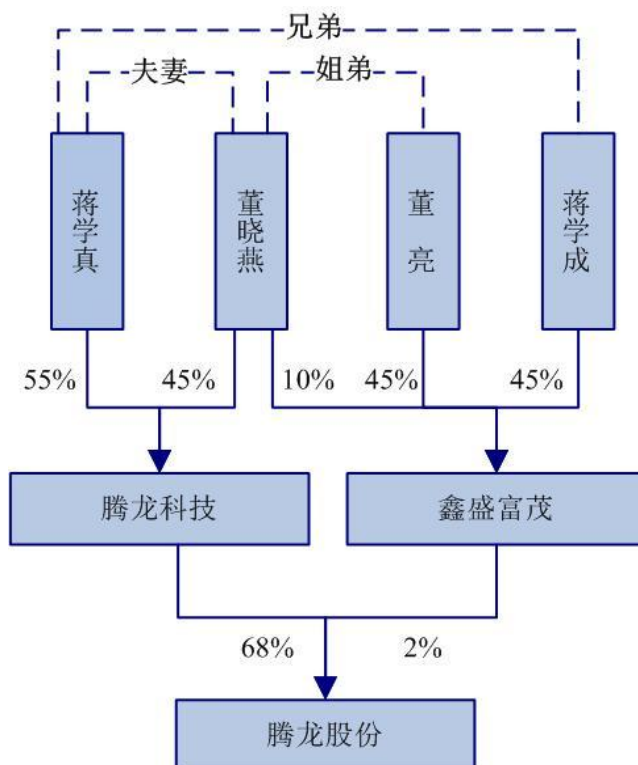 兄弟
夫妻
姐弟
蒋学真
董晓燕
董亮
蒋学成
55%
45%
10%
45%
45%
腾龙科技
鑫盛富茂
68%
2%
腾龙股份